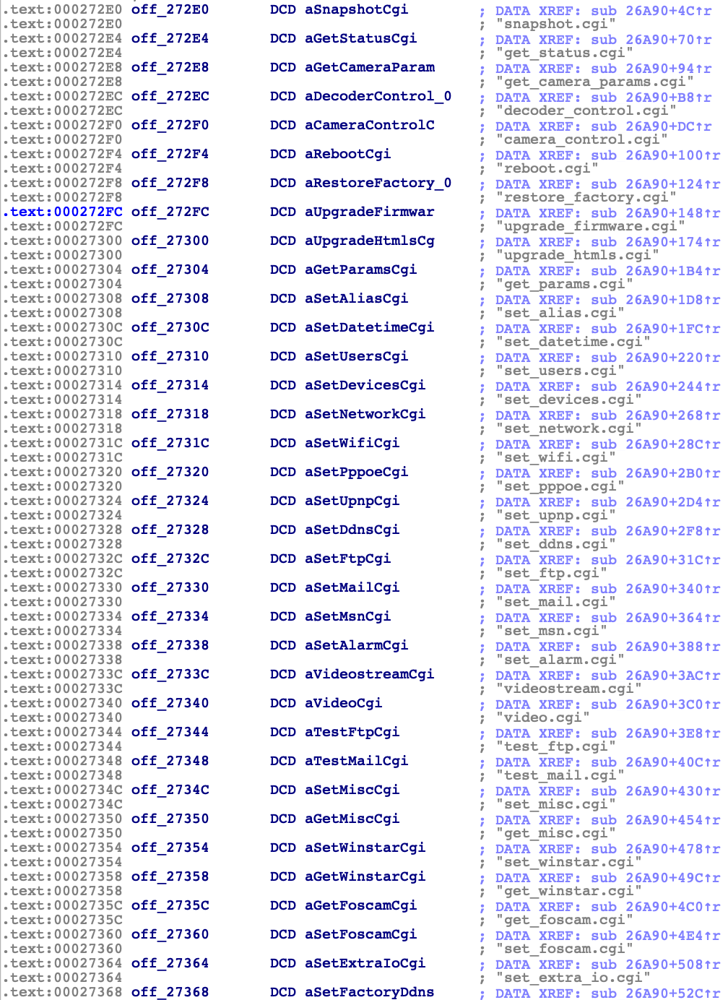 .text:000272E0 off_272E0 DCD aSnapshotCgi ; DATA XREF: sub 26A90+4C↑r
.text:000272E0 ; "snapshot.cgi"
.text:000272E4 off_272E4 DCD aGetStatusCgi ; DATA XREF: sub 26A90+70↑r
.text:000272E4 ; "get_status.cgi"
.text:000272E8 off_272E8 DCD aGetCameraParam ; DATA XREF: sub 26A90+94↑r
.text:000272E8 ; "get_camera_params.cgi"
.text:000272EC off_272EC DCD aDecoderControl_0 ; DATA XREF: sub 26A90+B8↑r
.text:000272EC ; "decoder_control.cgi"
.text:000272F0 off_272F0 DCD aCameraControlC ; DATA XREF: sub 26A90+DC↑r
.text:000272F0 ; "camera_control.cgi"
.text:000272F4 off_272F4 DCD aRebootCgi ; DATA XREF: sub 26A90+100↑r
.text:000272F4 ; "reboot.cgi"
.text:000272F8 off_272F8 DCD aRestoreFactory_0 ; DATA XREF: sub 26A90+124↑r
.text:000272F8 ; "restore_factory.cgi"
.text:000272FC off_272FC DCD aUpgradeFirmwar ; DATA XREF: sub 26A90+148↑r
.text:000272FC ; "upgrade_firmware.cgi"
.text:00027300 off_27300 DCD aUpgradeHtmlsCg ; DATA XREF: sub 26A90+174↑r
.text:00027300 ; "upgrade_htmls.cgi"
.text:00027304 off_27304 DCD aGetParamsCgi ; DATA XREF: sub 26A90+1B4↑r
.text:00027304 ; "get_params.cgi"
.text:00027308 off_27308 DCD aSetAliasCgi ; DATA XREF: sub 26A90+1D8↑r
.text:00027308 ; "set_alias.cgi"
.text:0002730C off_2730C DCD aSetDatetimeCgi ; DATA XREF: sub 26A90+1FC↑r
.text:0002730C ; "set_datetime.cgi"
.text:00027310 off_27310 DCD aSetUsersCgi ; DATA XREF: sub 26A90+220↑r
.text:00027310 ; "set_users.cgi"
.text:00027314 off_27314 DCD aSetDevicesCgi ; DATA XREF: sub 26A90+244↑r
.text:00027314 ; "set_devices.cgi"
.text:00027318 off_27318 DCD aSetNetworkCgi ; DATA XREF: sub 26A90+268↑r
.text:00027318 ; "set_network.cgi"
.text:0002731C off_2731C DCD aSetWifiCgi ; DATA XREF: sub 26A90+28C↑r
.text:0002731C ; "set_wifi.cgi"
.text:00027320 off_27320 DCD aSetPppoeCgi ; DATA XREF: sub 26A90+2B0↑r
.text:00027320 ; "set_pppoe.cgi"
.text:00027324 off_27324 DCD aSetUpnpCgi ; DATA XREF: sub 26A90+2D4↑r
.text:00027324 ; "set_upnp.cgi"
.text:00027328 off_27328 DCD aSetDdnsCgi ; DATA XREF: sub 26A90+2F8↑r
.text:00027328 ; "set_ddns.cgi"
.text:0002732C off_2732C DCD aSetFtpCgi ; DATA XREF: sub 26A90+31C↑r
.text:0002732C ; "set_ftp.cgi"
.text:00027330 off_27330 DCD aSetMailCgi ; DATA XREF: sub 26A90+340↑r
.text:00027330 ; "set_mail.cgi"
.text:00027334 off_27334 DCD aSetMsnCgi ; DATA XREF: sub 26A90+364↑r
.text:00027334 ; "set_msn.cgi"
.text:00027338 off_27338 DCD aSetAlarmCgi ; DATA XREF: sub 26A90+388↑r
.text:00027338 ; "set_alarm.cgi"
.text:0002733C off_2733C DCD aVideostreamCgi ; DATA XREF: sub 26A90+3AC↑r
.text:0002733C ; "videostream.cgi"
.text:00027340 off_27340 DCD aVideoCgi ; DATA XREF: sub 26A90+3C0↑r
.text:00027340 ; "video.cgi"
.text:00027344 off_27344 DCD aTestFtpCgi ; DATA XREF: sub 26A90+3E8↑r
.text:00027344 ; "test_ftp.cgi"
.text:00027348 off_27348 DCD aTestMailCgi ; DATA XREF: sub 26A90+40C↑r
.text:00027348 ; "test_mail.cgi"
.text:0002734C off_2734C DCD aSetMiscCgi ; DATA XREF: sub 26A90+430↑r
.text:0002734C ; "set_misc.cgi"
.text:00027350 off_27350 DCD aGetMiscCgi ; DATA XREF: sub 26A90+454↑r
.text:00027350 ; "get_misc.cgi"
.text:00027354 off_27354 DCD aSetWinstarCgi ; DATA XREF: sub 26A90+478↑r
.text:00027354 ; "set_winstar.cgi"
.text:00027358 off_27358 DCD aGetWinstarCgi ; DATA XREF: sub 26A90+49C↑r
.text:00027358 ; "get_winstar.cgi"
.text:0002735C off_2735C DCD aGetFoscamCgi ; DATA XREF: sub 26A90+4C0↑r
.text:0002735C ; "get_foscam.cgi"
.text:00027360 off_27360 DCD aSetFoscamCgi ; DATA XREF: sub 26A90+4E4↑r
.text:00027360 ; "set_foscam.cgi"
.text:00027364 off_27364 DCD aSetExtraIoCgi ; DATA XREF: sub 26A90+508↑r
.text:00027364 ; "set_extra_io.cgi"
.text:00027368 off_27368 DCD aSetFactoryDdns ; DATA XREF: sub 26A90+52C↑r